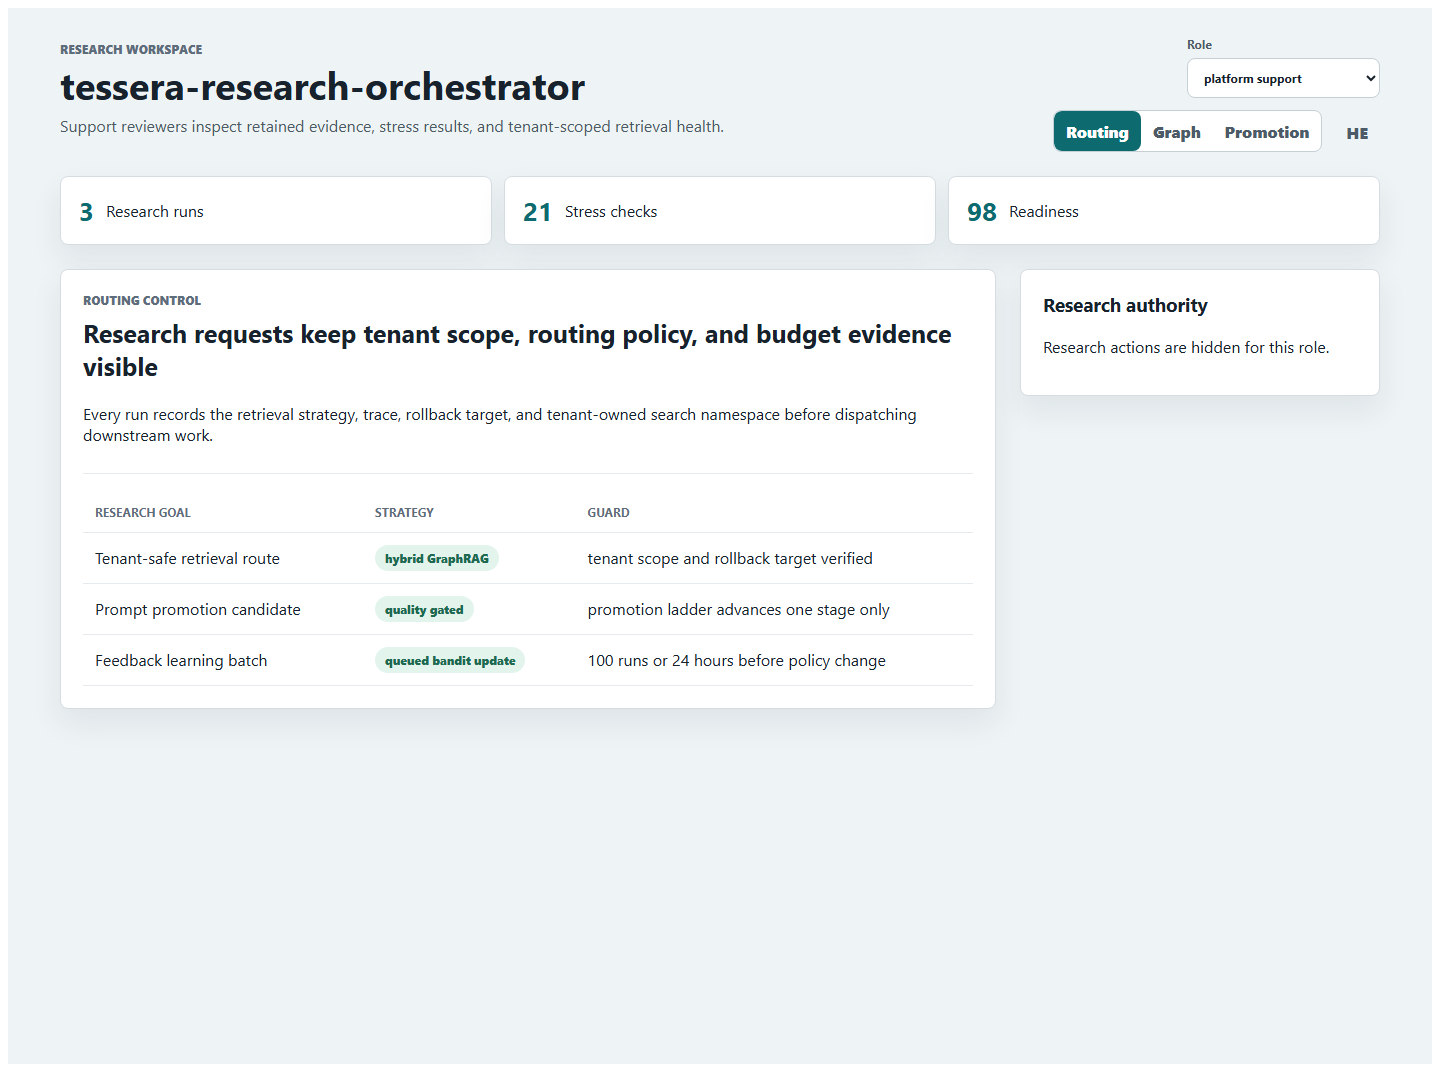 RESEARCH WORKSPACE
tessera-research-orchestrator
Support reviewers inspect retained evidence, stress results, and tenant-scoped retrieval health.
Role
platform support
Routing Graph Promotion HE
3 Research runs
21 Stress checks
98 Readiness
ROUTING CONTROL
Research requests keep tenant scope, routing policy, and budget evidence
visible
Every run records the retrieval strategy, trace, rollback target, and tenant-owned search namespace before dispatching
downstream work.
RESEARCH GOAL STRATEGY GUARD
Tenant-safe retrieval route hybrid GraphRAG tenant scope and rollback target verified
Prompt promotion candidate quality gated promotion ladder advances one stage only
Feedback learning batch queued bandit update 100 runs or 24 hours before policy change
Research authority
Research actions are hidden for this role.